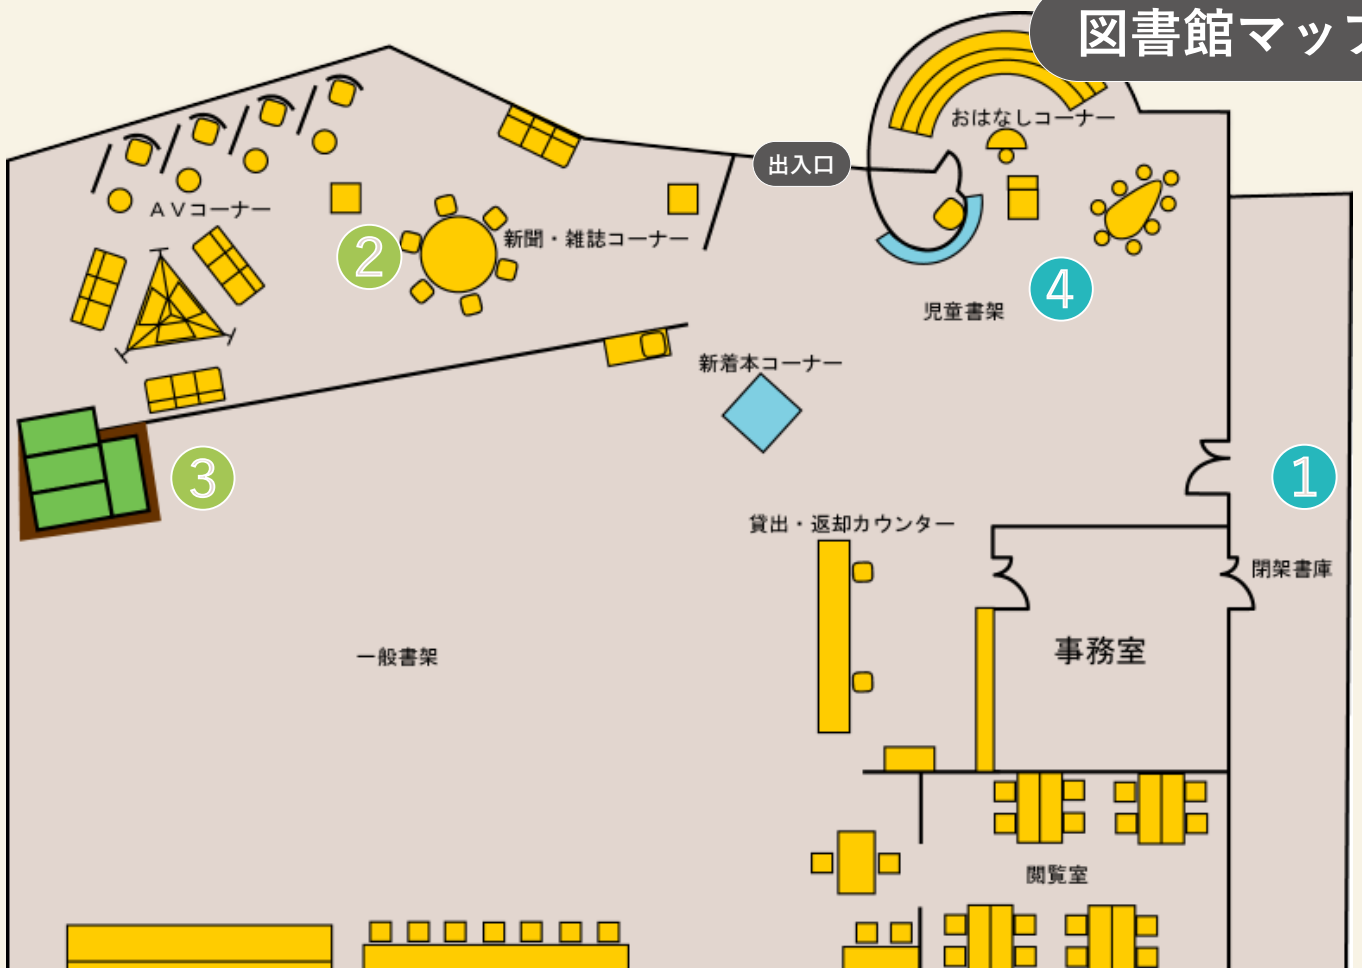 図書館マップ
おはなしコーナー
出入口
AVコーナー
2
新聞・雑誌コーナー
4
児童書架
新着本コーナー
3
1
貸出・返却カウンター
閉架書庫
事務室
一般書架
閲覧室